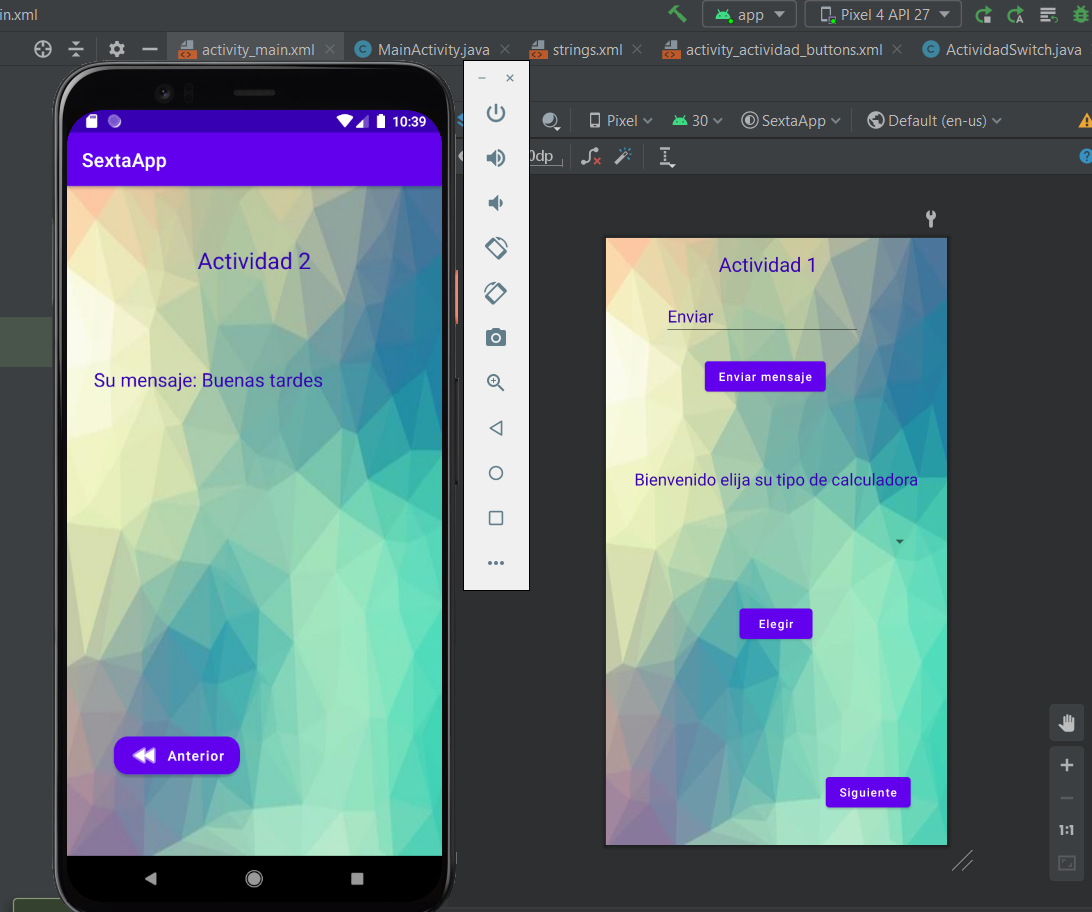 in.xml
app
Pixel 4 API 27
activity_main.xml
MainActivity.java
strings.xml
activity_actividad_buttons.xml
ActividadSwitch.java
Pixel
30
SextaApp
Default (en-us)
0dp
10:39
SextaApp
Actividad 2
Su mensaje: Buenas tardes
Anterior
Actividad 1
Enviar
Enviar mensaje
Bienvenido elija su tipo de calculadora
Elegir
Siguiente
1:1